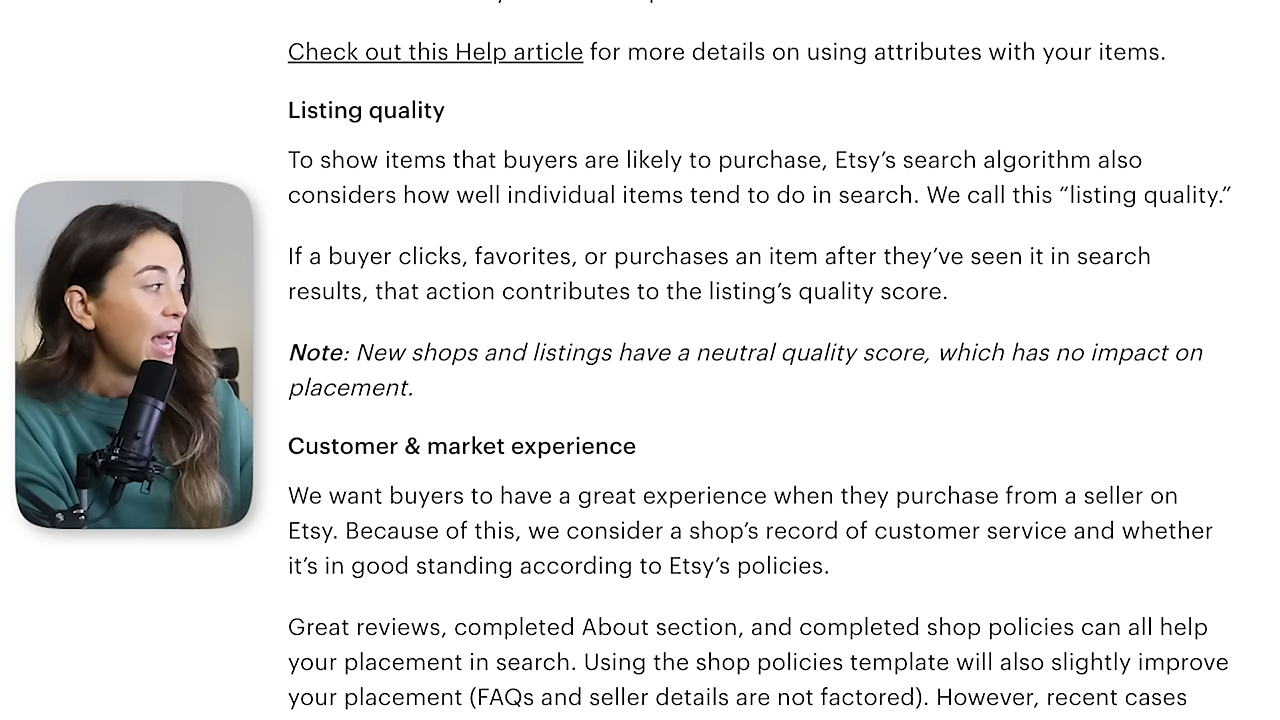 Check out this Help article for more details on using attributes with your items.
Listing quality
To show items that buyers are likely to purchase, Etsy’s search algorithm also
considers how well individual items tend to do in search. We call this “listing quality.”
If a buyer clicks, favorites, or purchases an item after they’ve seen it in search
results, that action contributes to the listing’s quality score.
Note: New shops and listings have a neutral quality score, which has no impact on
placement.
Customer & market experience
We want buyers to have a great experience when they purchase from a seller on
Etsy. Because of this, we consider a shop’s record of customer service and whether
it’s in good standing according to Etsy’s policies.
Great reviews, completed About section, and completed shop policies can all help
your placement in search. Using the shop policies template will also slightly improve
your placement (FAQs and seller details are not factored). However, recent cases